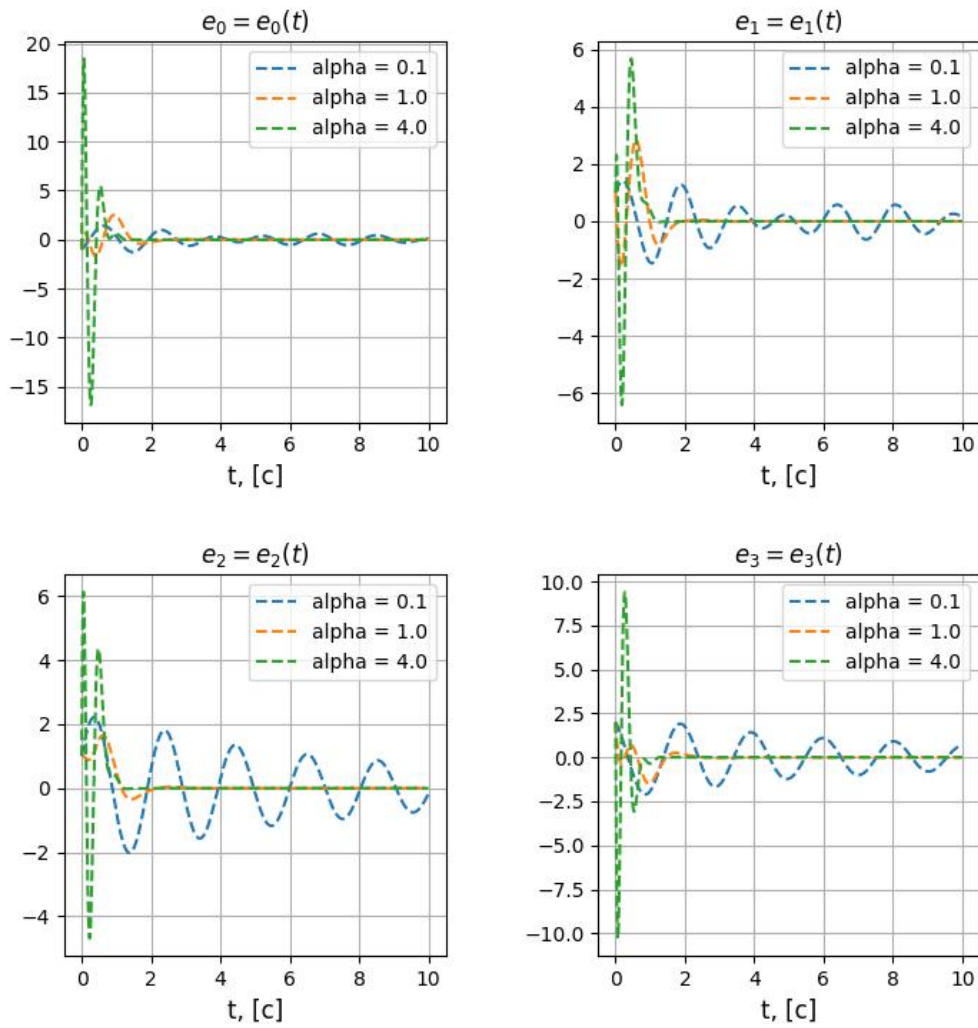 e₀ = e₀(t)
20
15
10
5
0
−5
−10
−15
alpha = 0.1
alpha = 1.0
alpha = 4.0
0 2 4 6 8 10
t, [c]
e₁ = e₁(t)
6
4
2
0
−2
−4
−6
alpha = 0.1
alpha = 1.0
alpha = 4.0
0 2 4 6 8 10
t, [c]
e₂ = e₂(t)
6
4
2
0
−2
−4
alpha = 0.1
alpha = 1.0
alpha = 4.0
0 2 4 6 8 10
t, [c]
e₃ = e₃(t)
10.0
7.5
5.0
2.5
0.0
−2.5
−5.0
−7.5
−10.0
alpha = 0.1
alpha = 1.0
alpha = 4.0
0 2 4 6 8 10
t, [c]